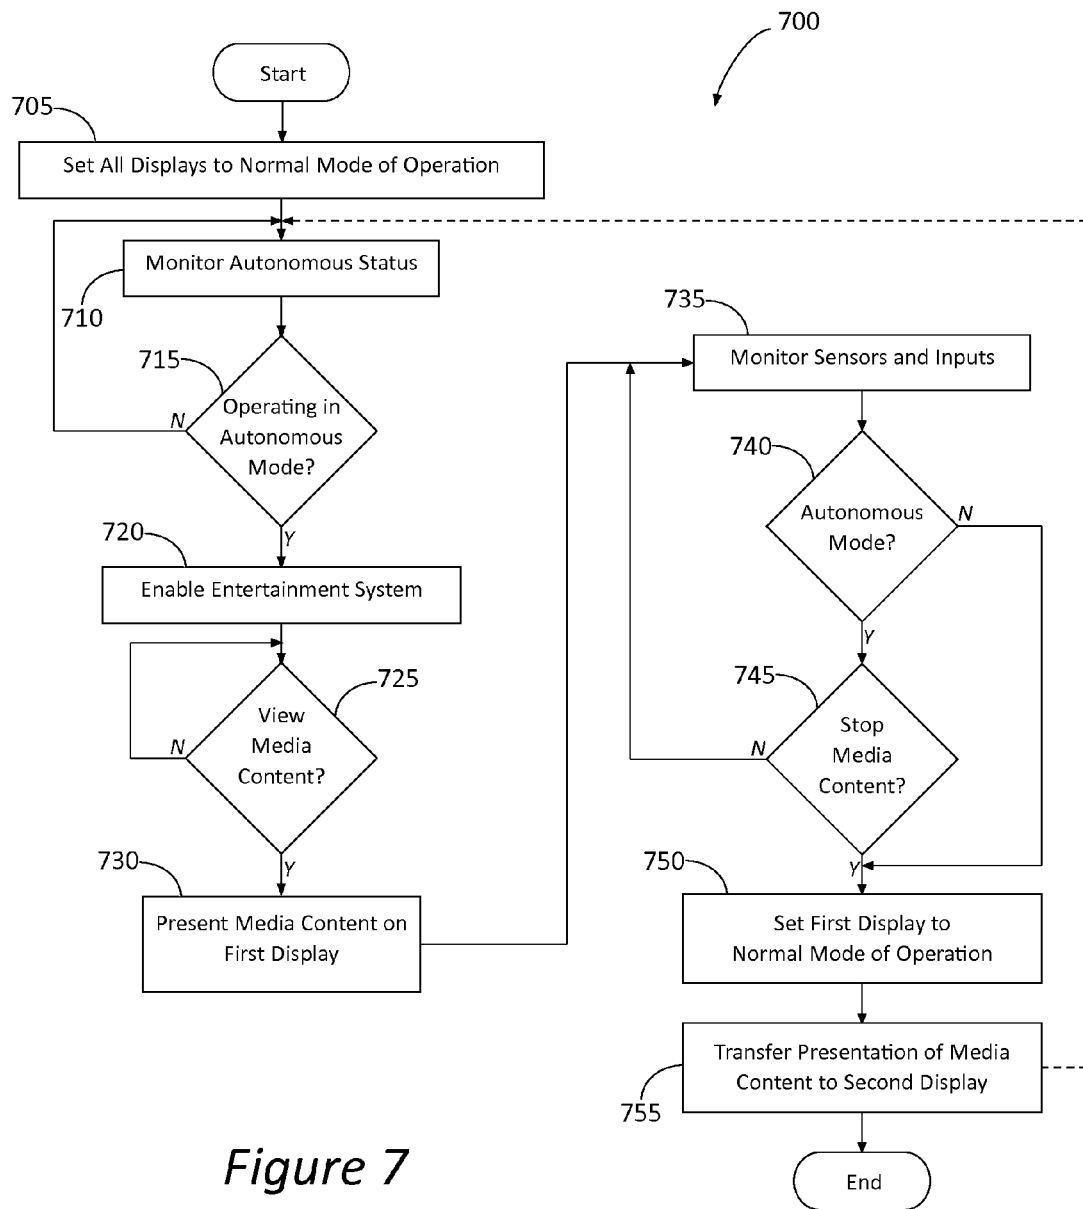 700
Start
705
Set All Displays to Normal Mode of Operation
Monitor Autonomous Status
710
715
N
Operating in
Autonomous
Mode?
Y
720
Enable Entertainment System
725
View
Media
Content?
N
Y
730
Present Media Content on
First Display
735
Monitor Sensors and Inputs
740
Autonomous
Mode?
N
Y
745
Stop
Media
Content?
N
Y
750
Set First Display to
Normal Mode of Operation
Transfer Presentation of Media
Content to Second Display
755
End
Figure 7